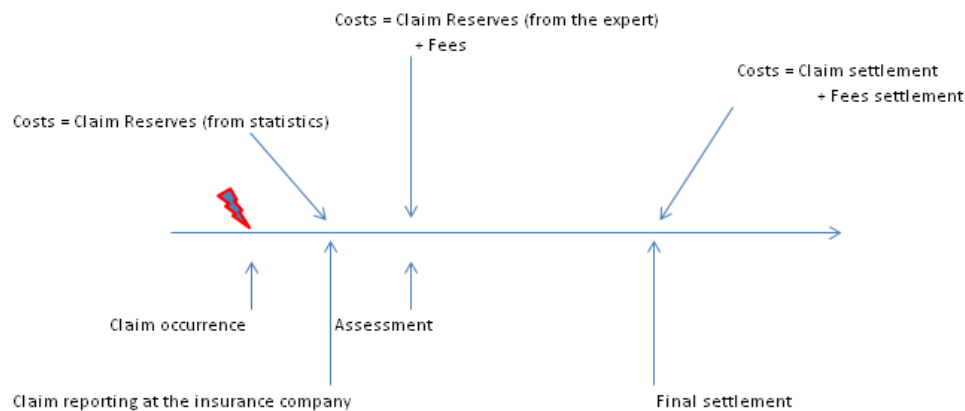 Costs = Claim Reserves (from the expert)
+ Fees
Costs = Claim settlement
+ Fees settlement
Costs = Claim Reserves (from statistics)
Claim occurrence
Assessment
Claim reporting at the insurance company
Final settlement